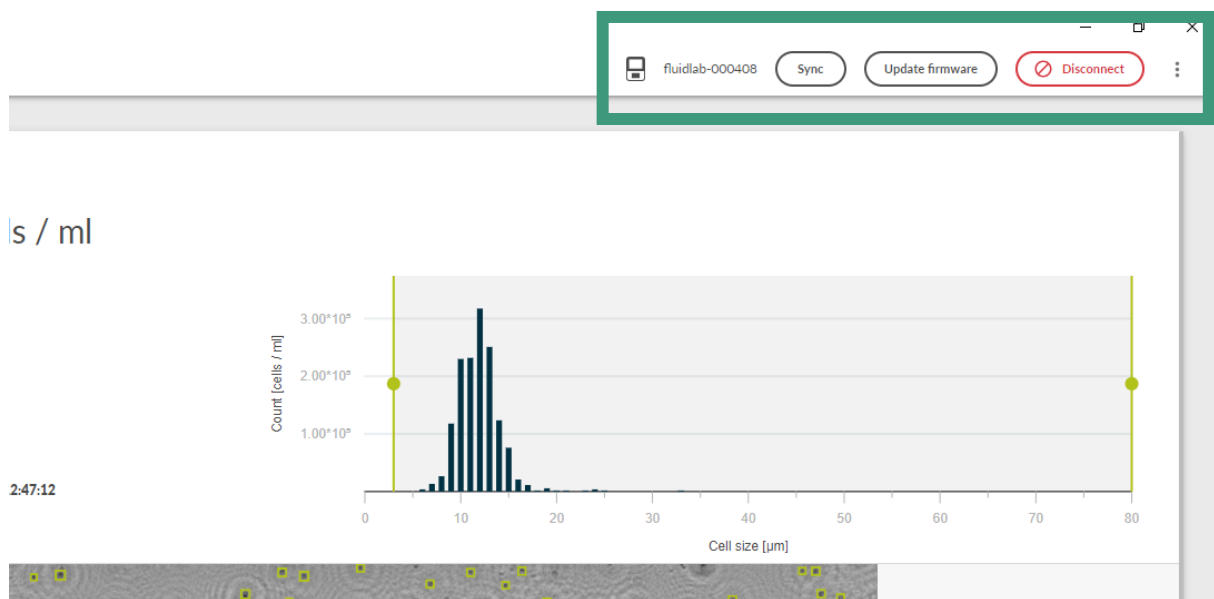 fluidlab-000408 Sync Update firmware Disconnect
ls / ml
3.00*10⁵
2.00*10⁵
1.00*10⁵
Count [cells / ml]
2:47:12
0 10 20 30 40 50 60 70 80
Cell size [µm]